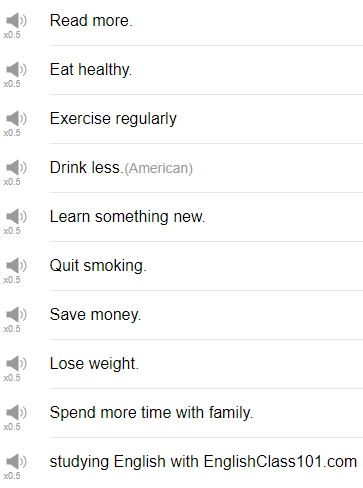 Read more.
x0.5
Eat healthy.
x0.5
Exercise regularly
x0.5
Drink less.(American)
x0.5
Learn something new.
x0.5
Quit smoking.
x0.5
Save money.
x0.5
Lose weight.
x0.5
Spend more time with family.
x0.5
studying English with EnglishClass101.com
x0.5